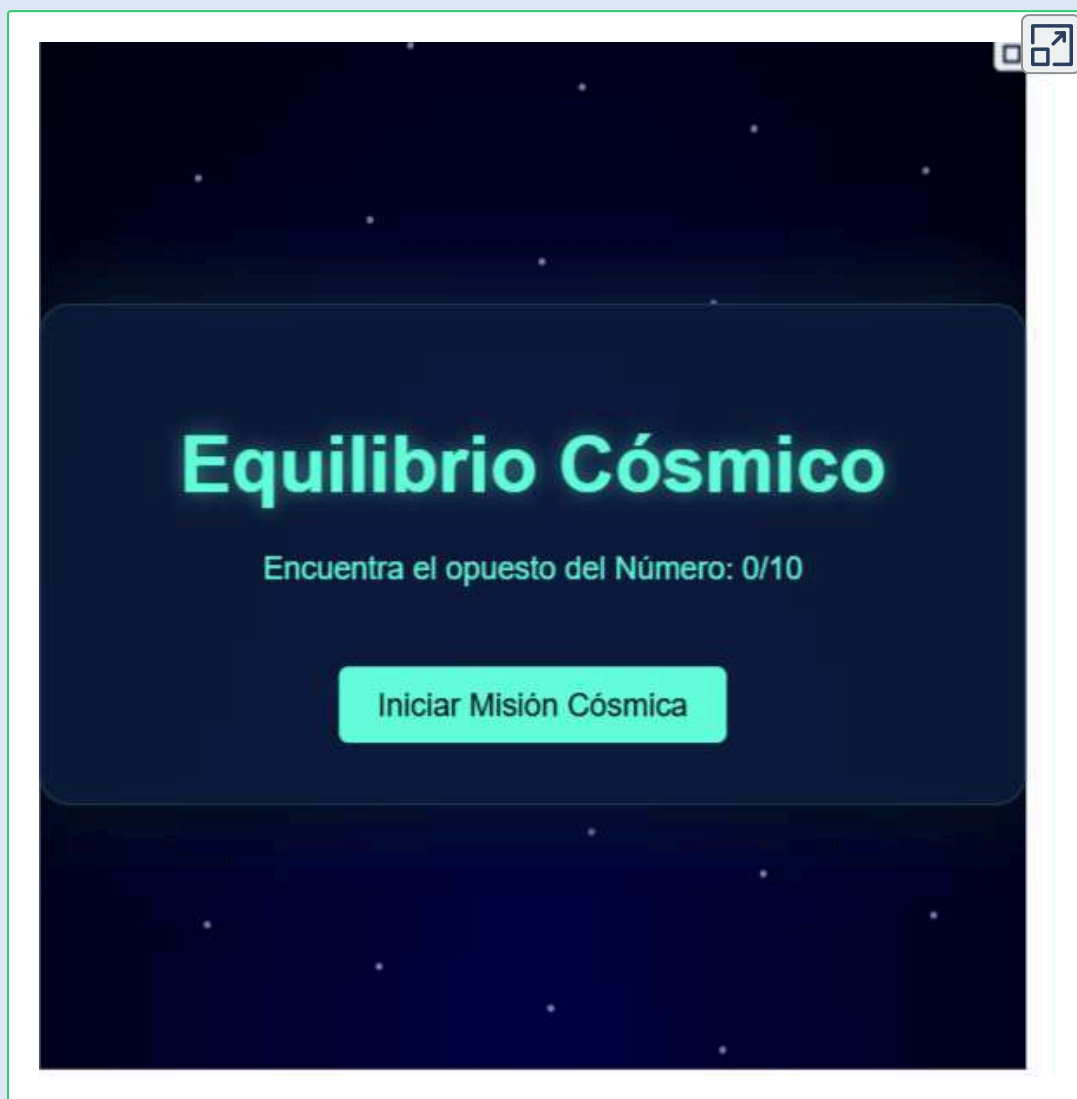 Equilibrio Cósmico
Encuentra el opuesto del Número: 0/10
Iniciar Misión Cósmica